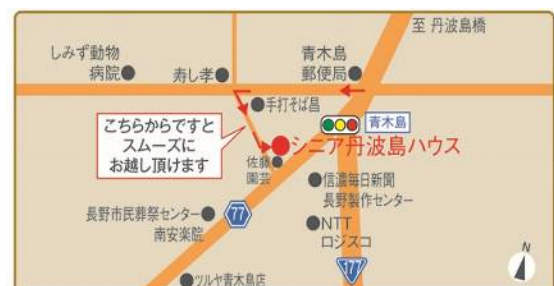 至 丹波島橋
しみず動物
病院
寿し孝
青木島
郵便局
手打そば昌
こちらからですと
スムーズに
お越し頂けます
青木島
シニア丹波島ハウス
佐藤
園芸
信濃毎日新聞
長野製作センター
長野市民葬祭センター
南安楽院
77
NTT
ロジスコ
177
ツルヤ青木島店
N